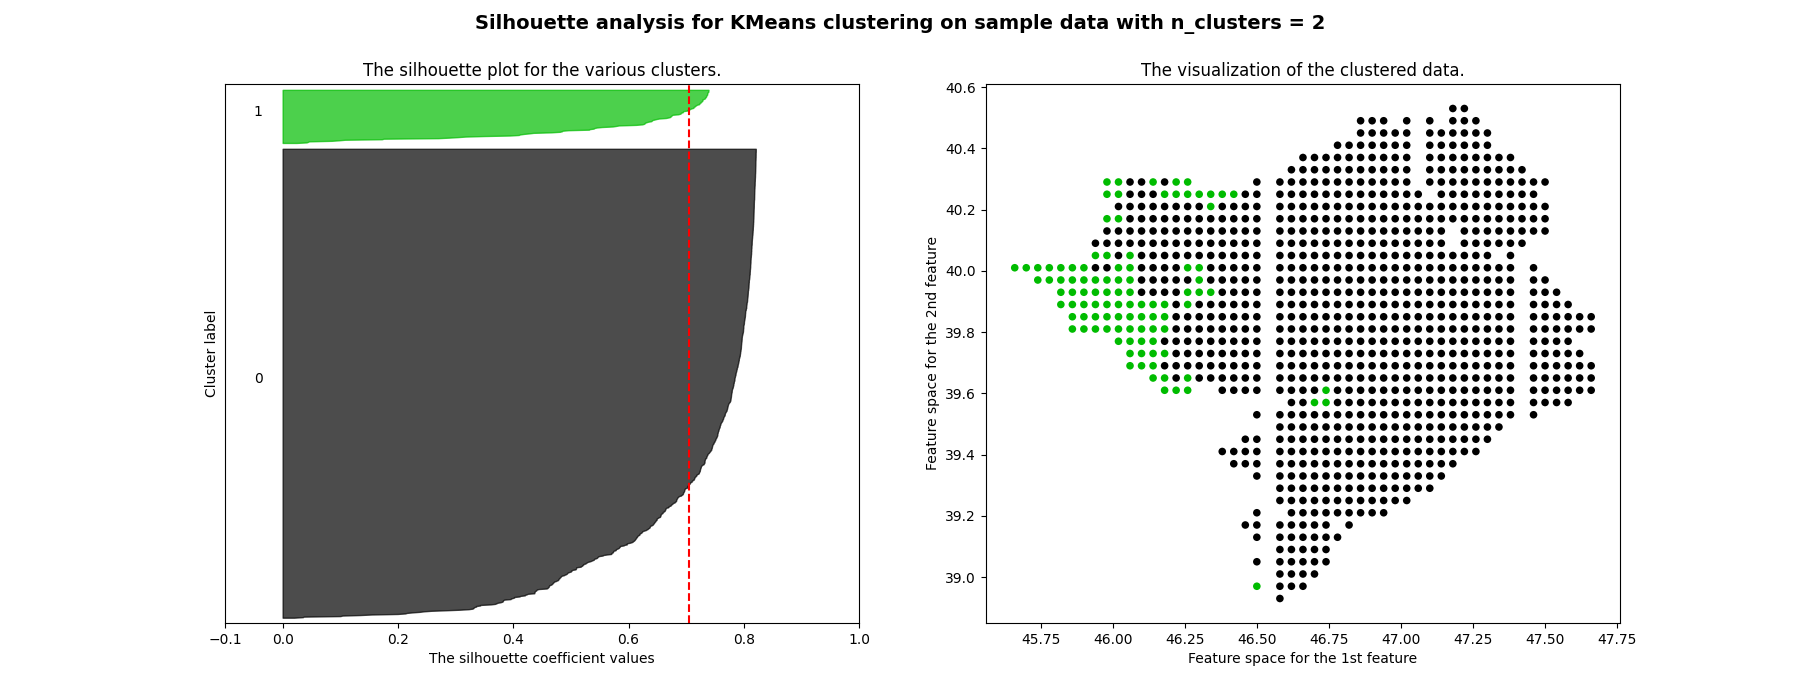 Silhouette analysis for KMeans clustering on sample data with n_clusters = 2
The silhouette plot for the various clusters.
1
0
Cluster label
−0.1 0.0 0.2 0.4 0.6 0.8 1.0
The silhouette coefficient values
The visualization of the clustered data.
40.6
40.4
40.2
40.0
39.8
39.6
39.4
39.2
39.0
Feature space for the 2nd feature
45.75 46.00 46.25 46.50 46.75 47.00 47.25 47.50 47.75
Feature space for the 1st feature